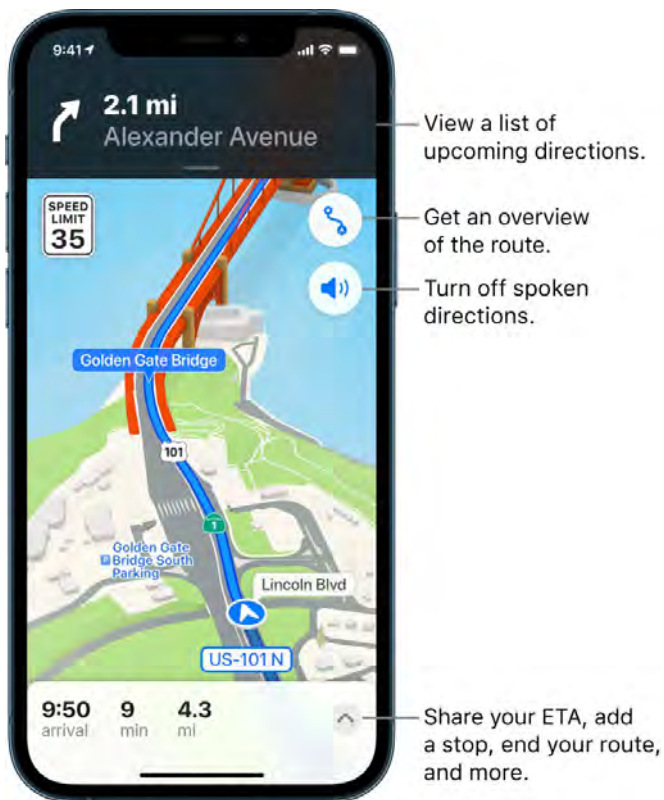 9:41
2.1 mi
Alexander Avenue
View a list of
upcoming directions.
SPEED
LIMIT
35
Get an overview
of the route.
Turn off spoken
directions.
Golden Gate Bridge
101
1
Golden Gate
P Bridge South
Parking
Lincoln Blvd
US-101 N
9:50 9 4.3
arrival min mi
Share your ETA, add
a stop, end your route,
and more.